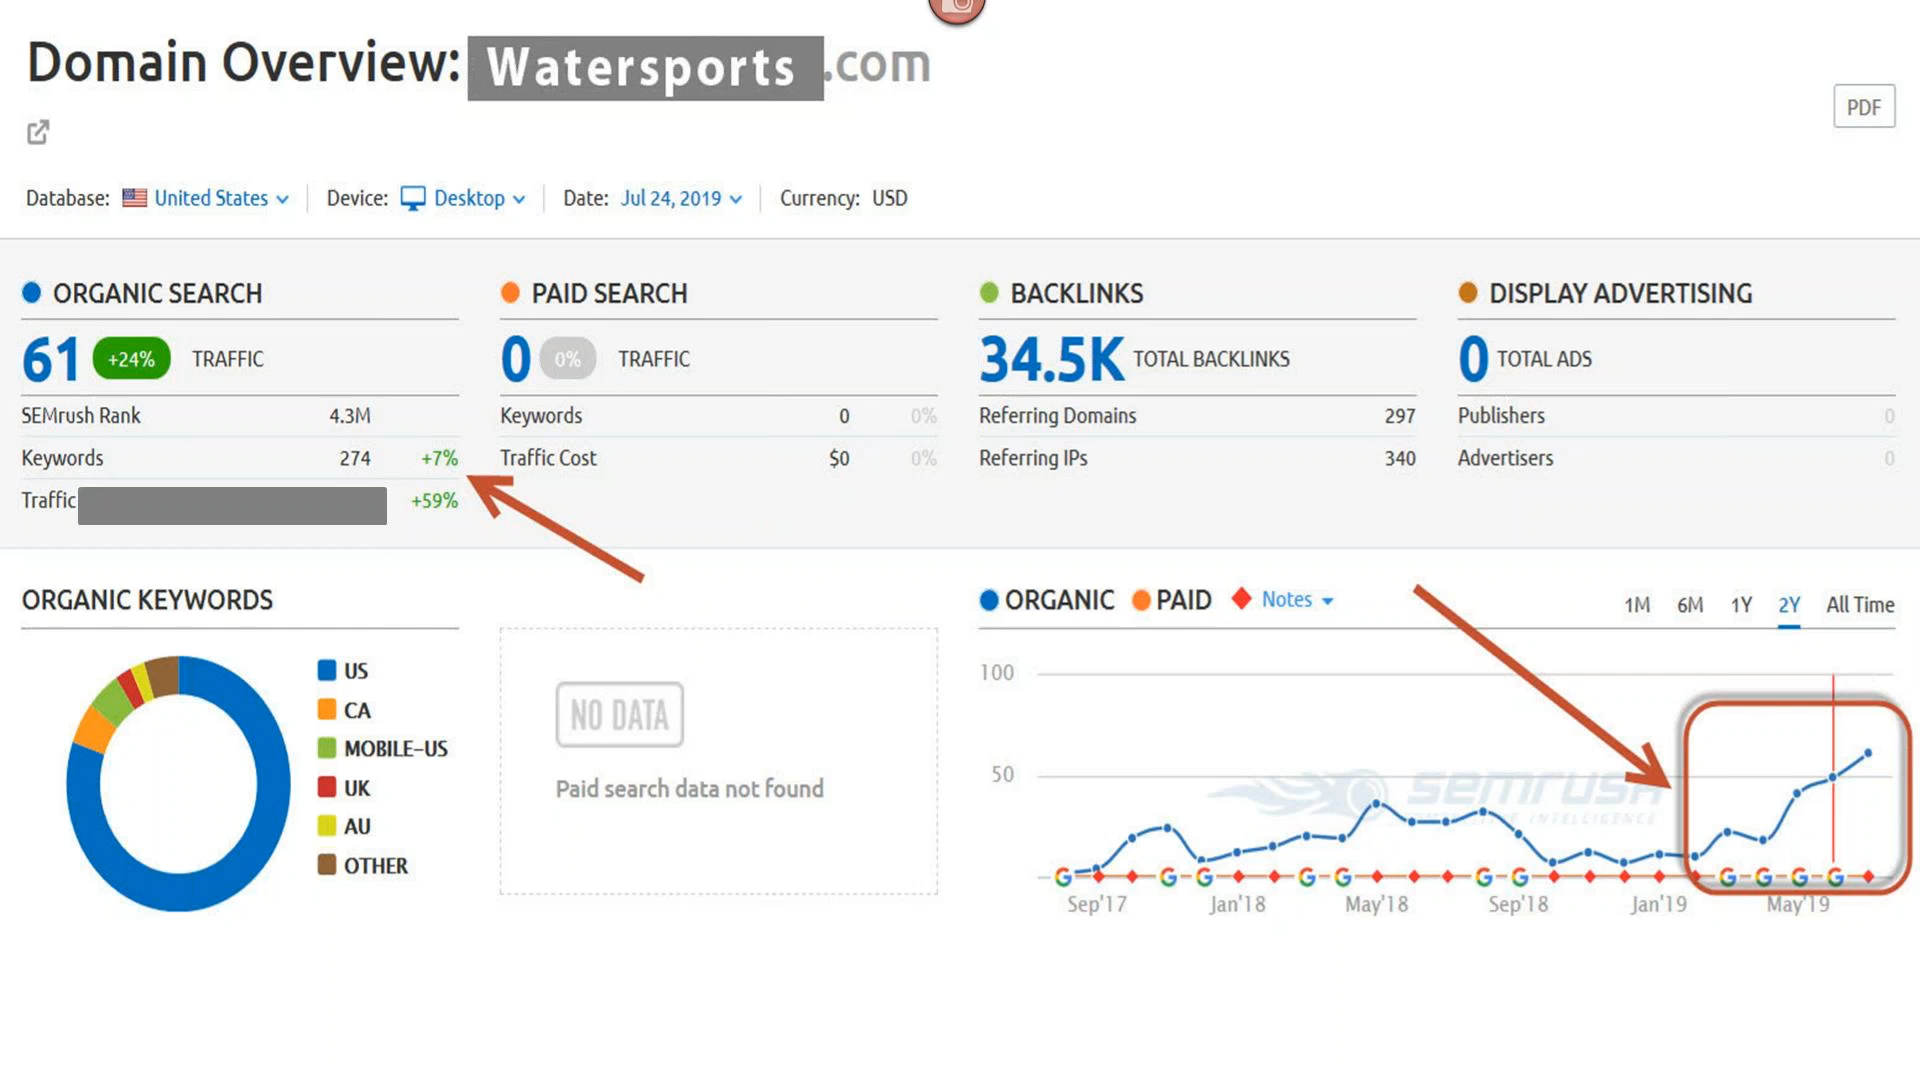 Domain Overview: Watersports .com
PDF
Database: United States Device: Desktop Date: Jul 24, 2019 Currency: USD
ORGANIC SEARCH
61 +24% TRAFFIC
SEMrush Rank 4.3M
Keywords 274 +7%
Traffic +59%
PAID SEARCH
0 0% TRAFFIC
Keywords 0 0%
Traffic Cost $0 0%
BACKLINKS
34.5K TOTAL BACKLINKS
Referring Domains 297
Referring IPs 340
DISPLAY ADVERTISING
0 TOTAL ADS
Publishers 0
Advertisers 0
ORGANIC KEYWORDS
US
CA
MOBILE-US
UK
AU
OTHER
NO DATA
Paid search data not found
ORGANIC PAID Notes
1M 6M 1Y 2Y All Time
100
50
semrush
Sep'17 Jan'18 May'18 Sep'18 Jan'19 May'19